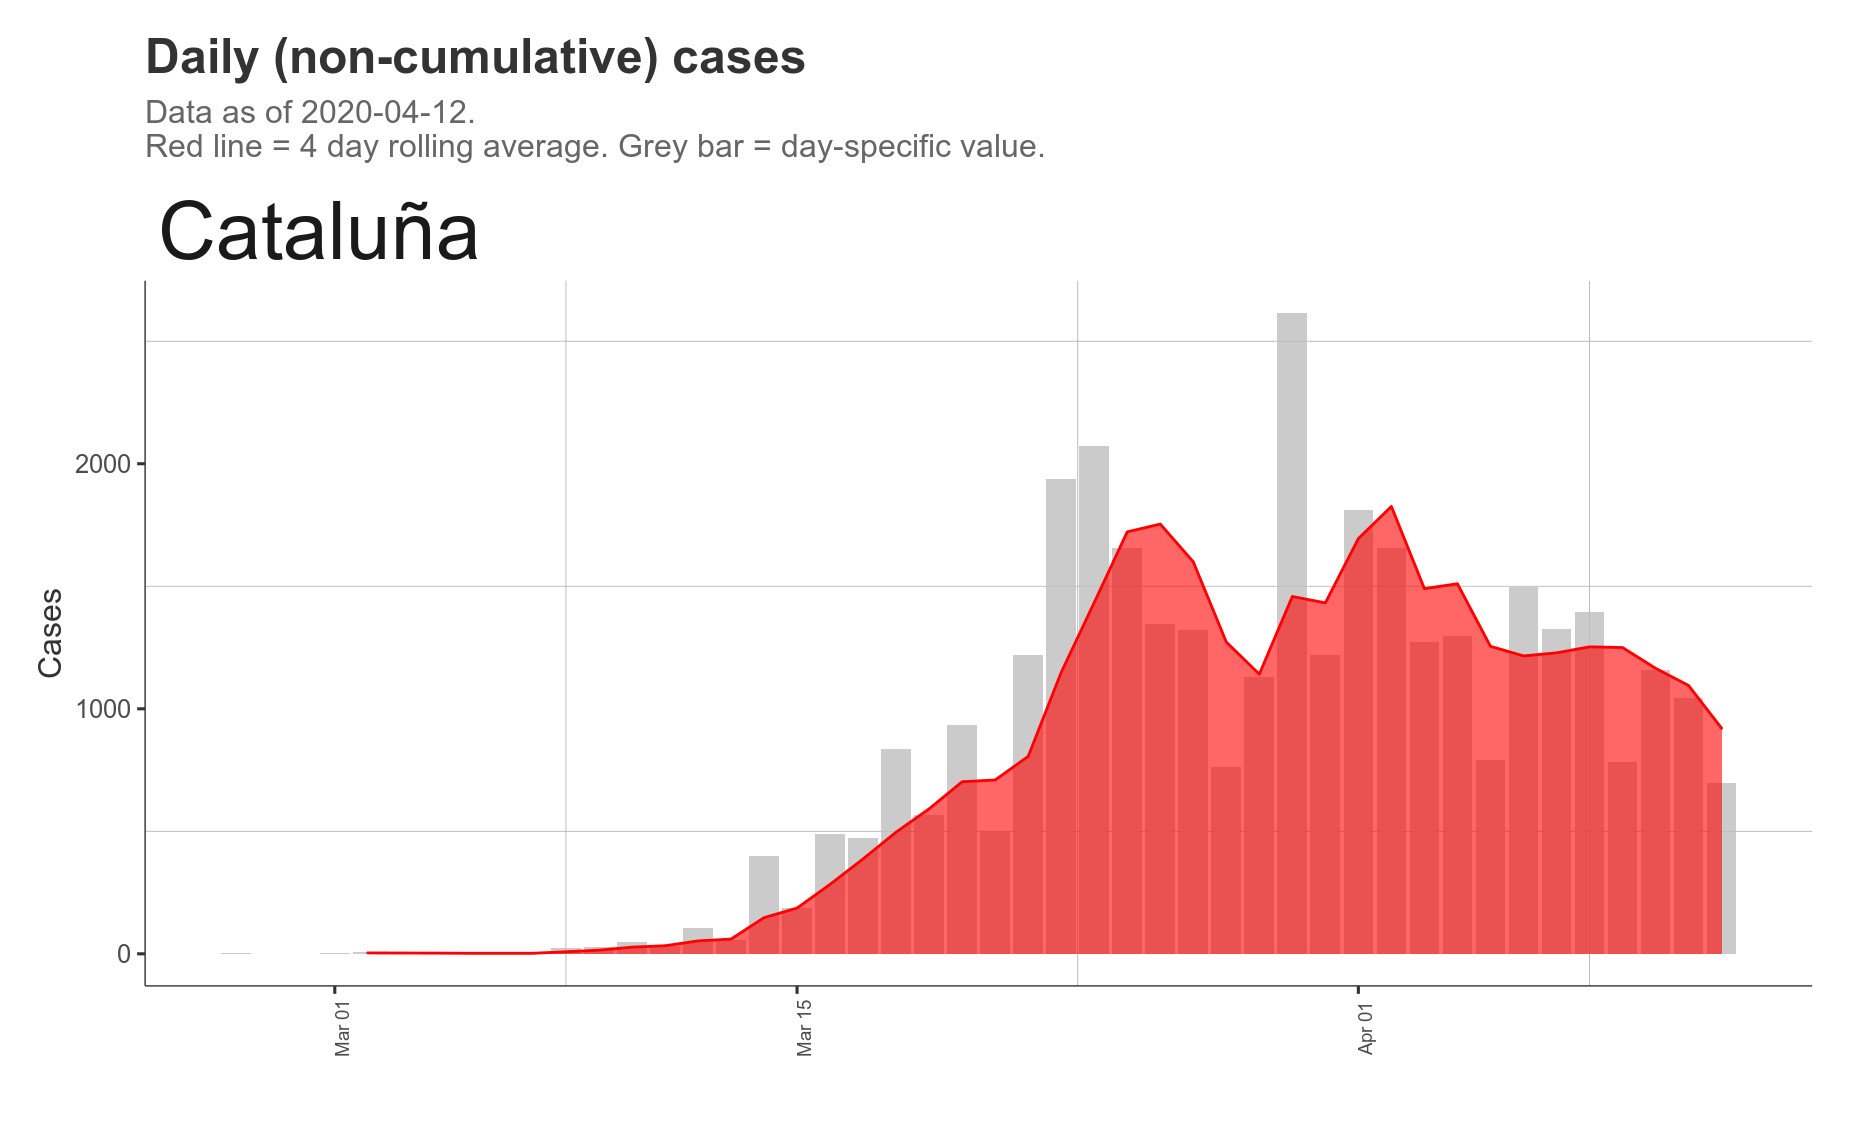 Daily (non-cumulative) cases
Data as of 2020-04-12.
Red line = 4 day rolling average. Grey bar = day-specific value.
Cataluña
Cases
2000
1000
0
Mar 01
Mar 15
Apr 01